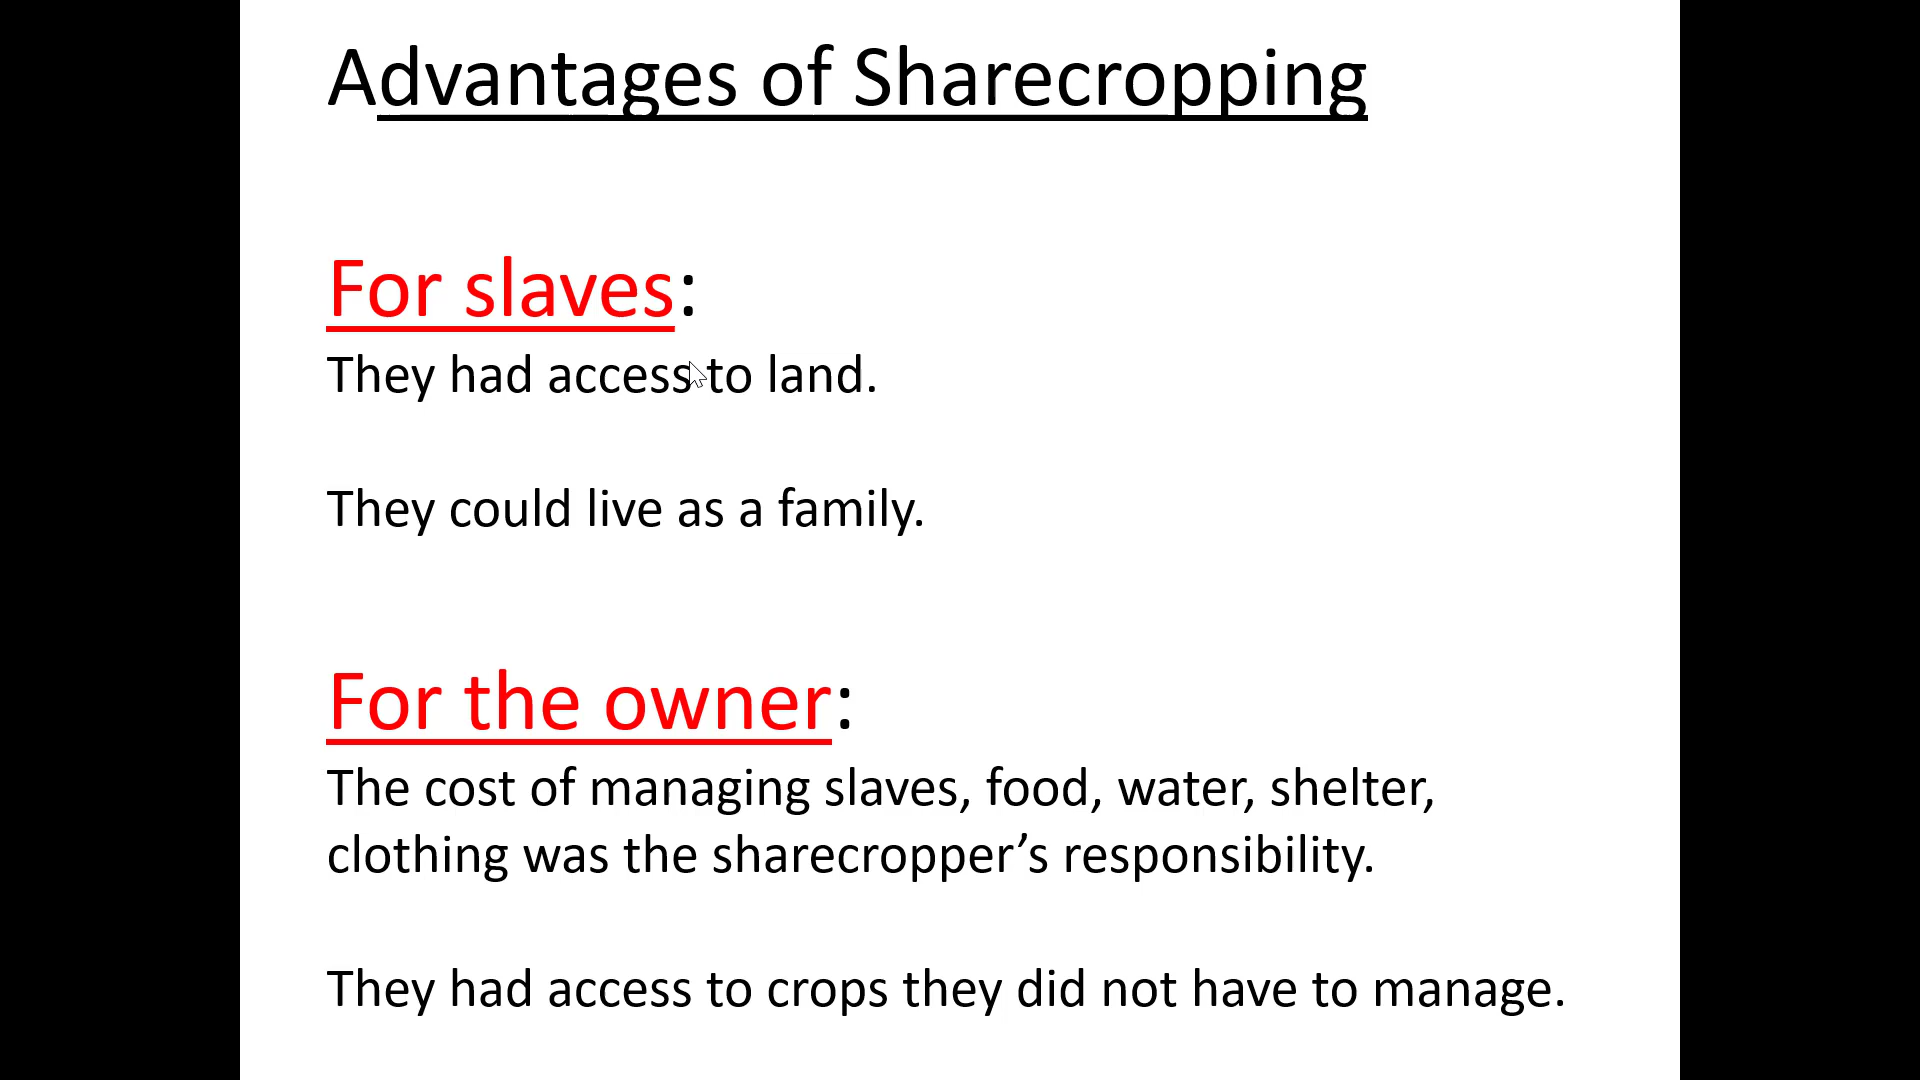 Advantages of Sharecropping
For slaves:
They had access to land.
They could live as a family.
For the owner:
The cost of managing slaves, food, water, shelter,
clothing was the sharecropper’s responsibility.
They had access to crops they did not have to manage.